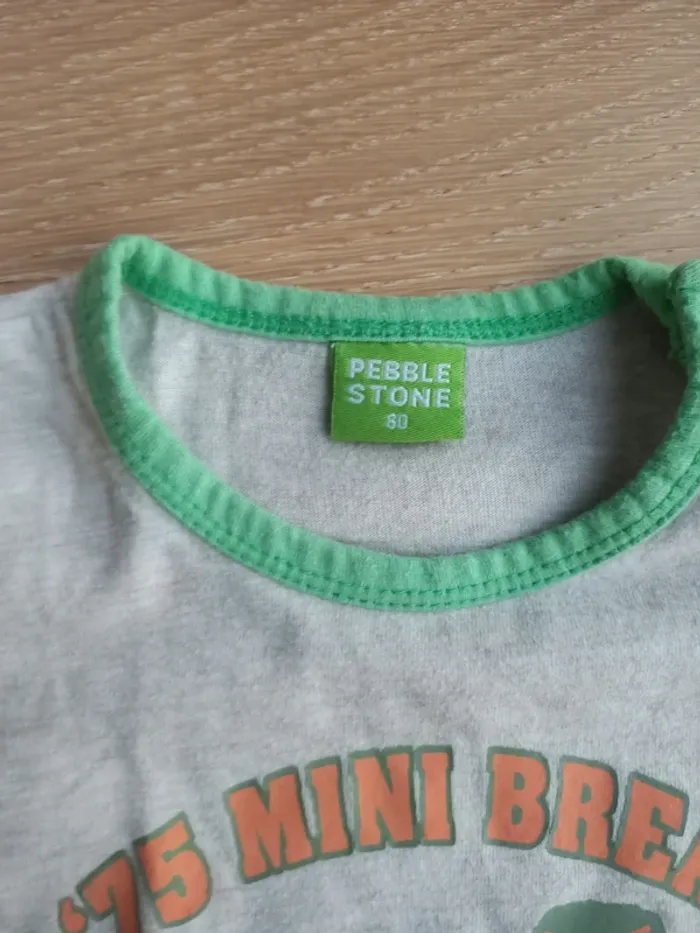 PEBBLE
STONE
80
'75 MINI BREA